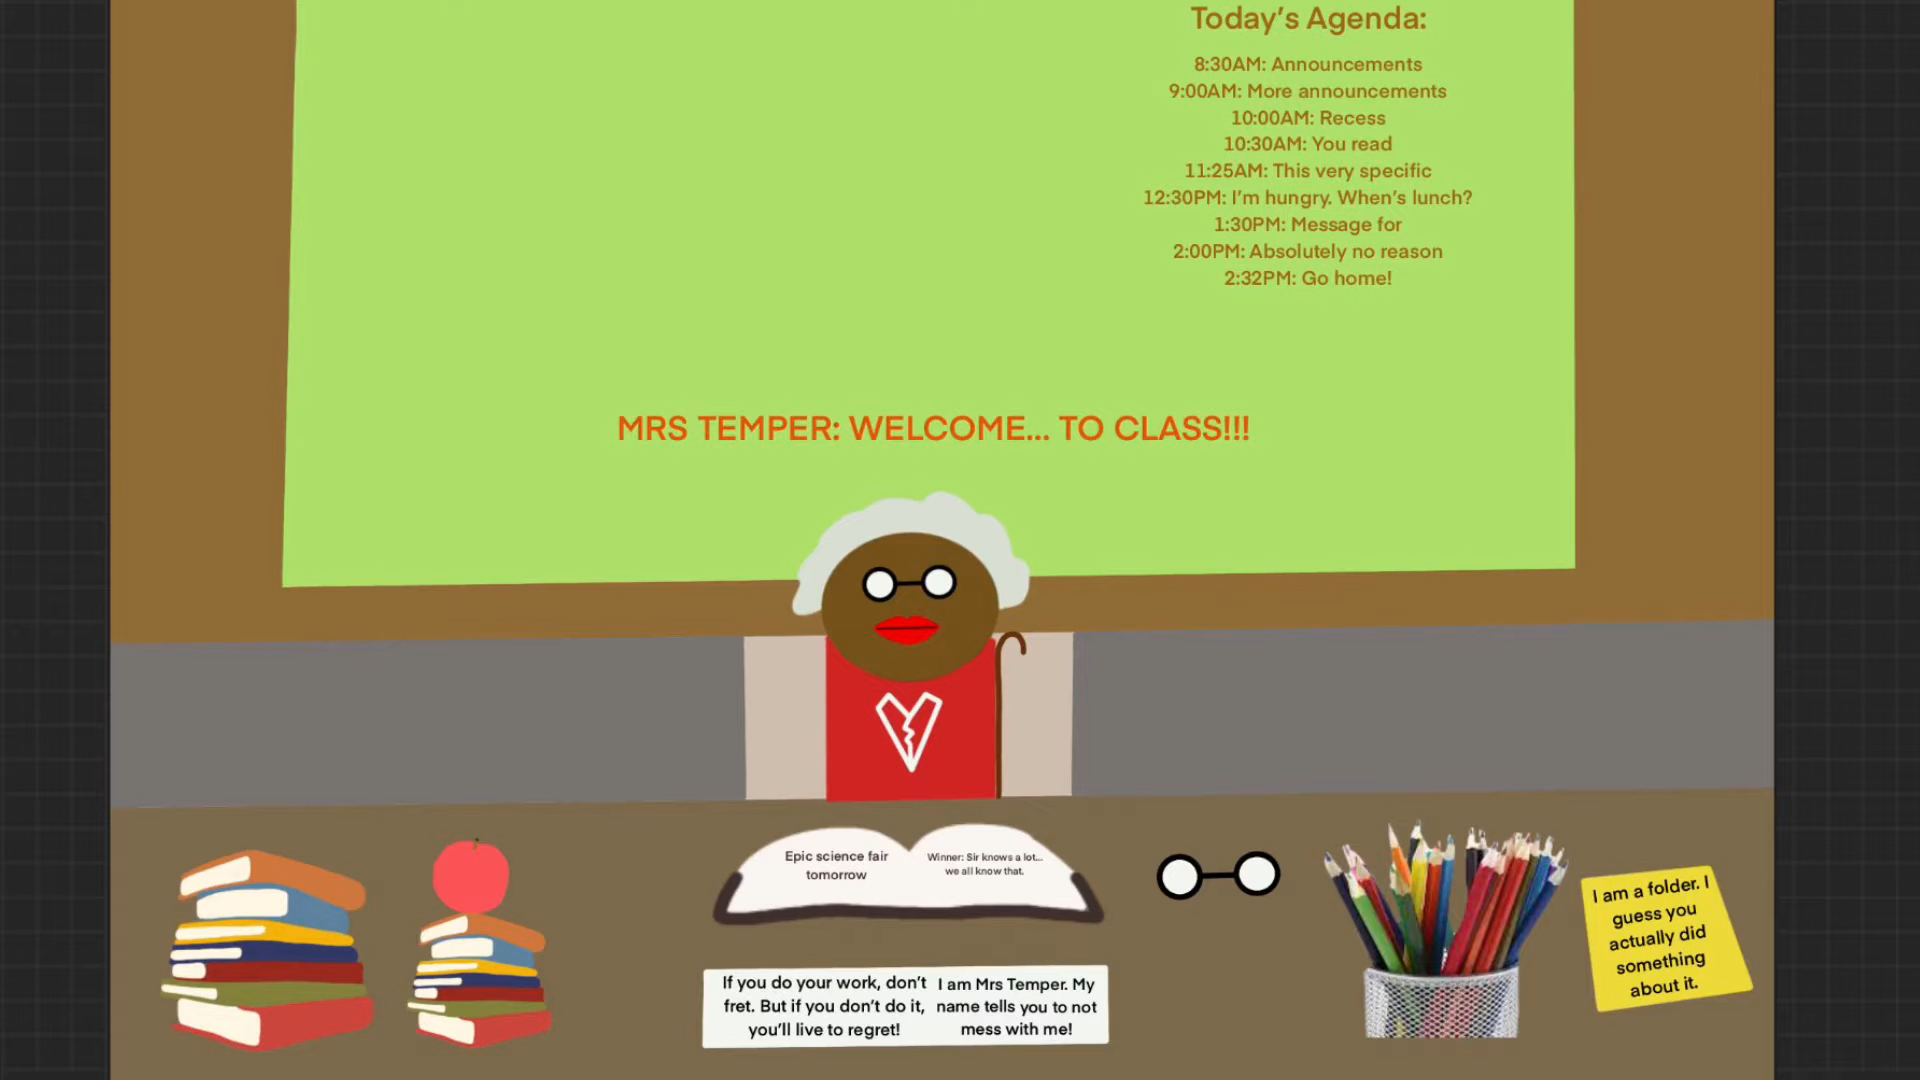 Today's Agenda:
8:30AM: Announcements
9:00AM: More announcements
10:00AM: Recess
10:30AM: You read
11:25AM: This very specific
12:30PM: I'm hungry. When's lunch?
1:30PM: Message for
2:00PM: Absolutely no reason
2:32PM: Go home!
MRS TEMPER: WELCOME... TO CLASS!!!
Epic science fair
tomorrow
Winner: Sir knows a lot...
we all know that.
I am a folder. I
guess you
actually did
something
about it.
If you do your work, don't
fret. But if you don't do it,
you'll live to regret!
I am Mrs Temper. My
name tells you to not
mess with me!